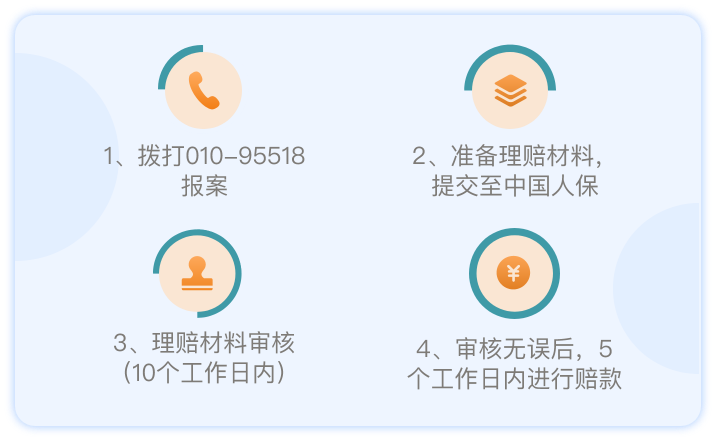 1、拨打010-95518
报案
2、准备理赔材料，
提交至中国人保
3、理赔材料审核
（10个工作日内）
4、审核无误后，5
个工作日内进行赔款